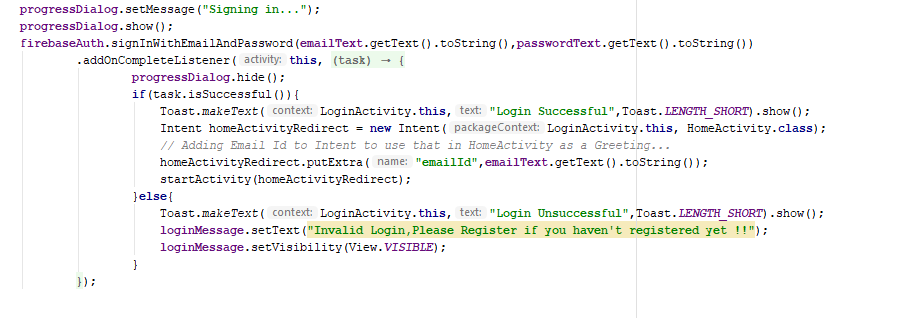 progressDialog.setMessage("Signing in...");
progressDialog.show();
firebaseAuth.signInWithEmailAndPassword(emailText.getText().toString(),passwordText.getText().toString())
.addOnCompleteListener( activity: this, (task) → {
progressDialog.hide();
if(task.isSuccessful()){
Toast.makeText( context: LoginActivity.this, text: "Login Successful",Toast.LENGTH_SHORT).show();
Intent homeActivityRedirect = new Intent( packageContext: LoginActivity.this, HomeActivity.class);
// Adding Email Id to Intent to use that in HomeActivity as a Greeting...
homeActivityRedirect.putExtra( name: "emailId",emailText.getText().toString());
startActivity(homeActivityRedirect);
}else{
Toast.makeText( context: LoginActivity.this, text: "Login Unsuccessful",Toast.LENGTH_SHORT).show();
loginMessage.setText("Invalid Login,Please Register if you haven't registered yet !!");
loginMessage.setVisibility(View.VISIBLE);
}
});